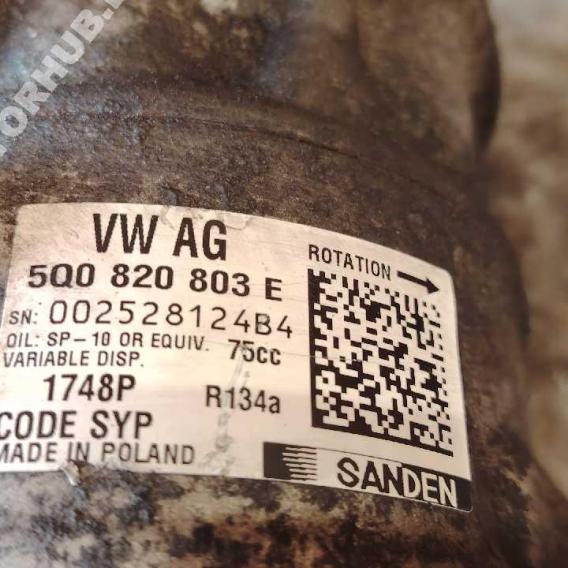 TORHUB.
VW AG
5Q0 820 803 E
ROTATION
SN: 002528124B4
OIL: SP-10 OR EQUIV. 75cc
VARIABLE DISP.
1748P R134a
CODE SYP
MADE IN POLAND
SANDEN